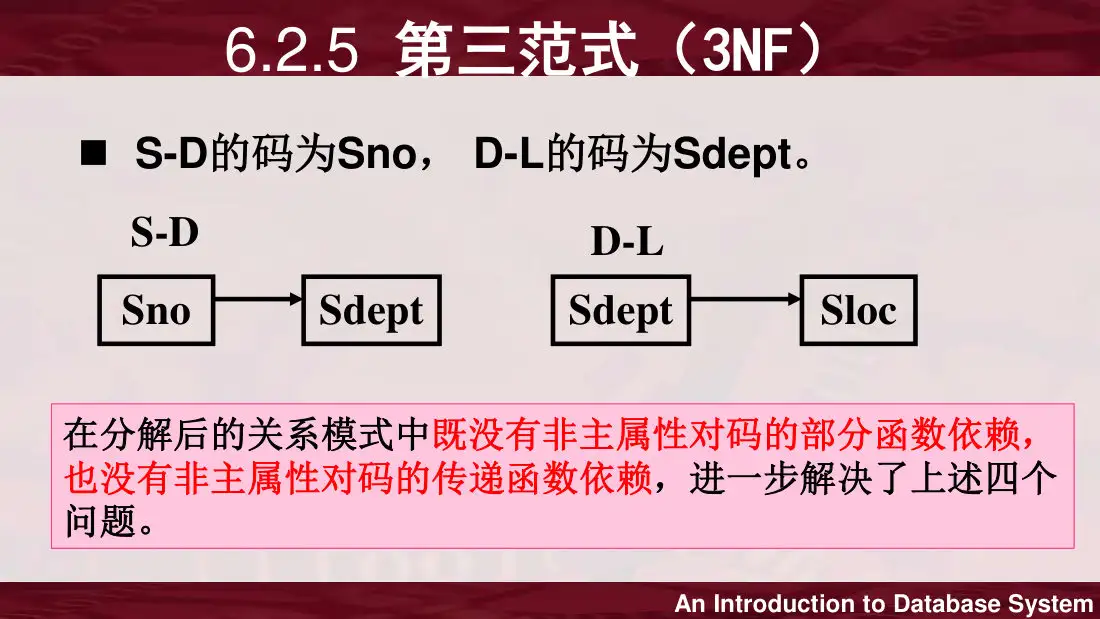 6.2.5 第三范式（3NF）
■ S-D的码为Sno， D-L的码为Sdept。
S-D
D-L
Sno
Sdept
Sdept
Sloc
在分解后的关系模式中既没有非主属性对码的部分函数依赖，
也没有非主属性对码的传递函数依赖，进一步解决了上述四个
问题。
An Introduction to Database System